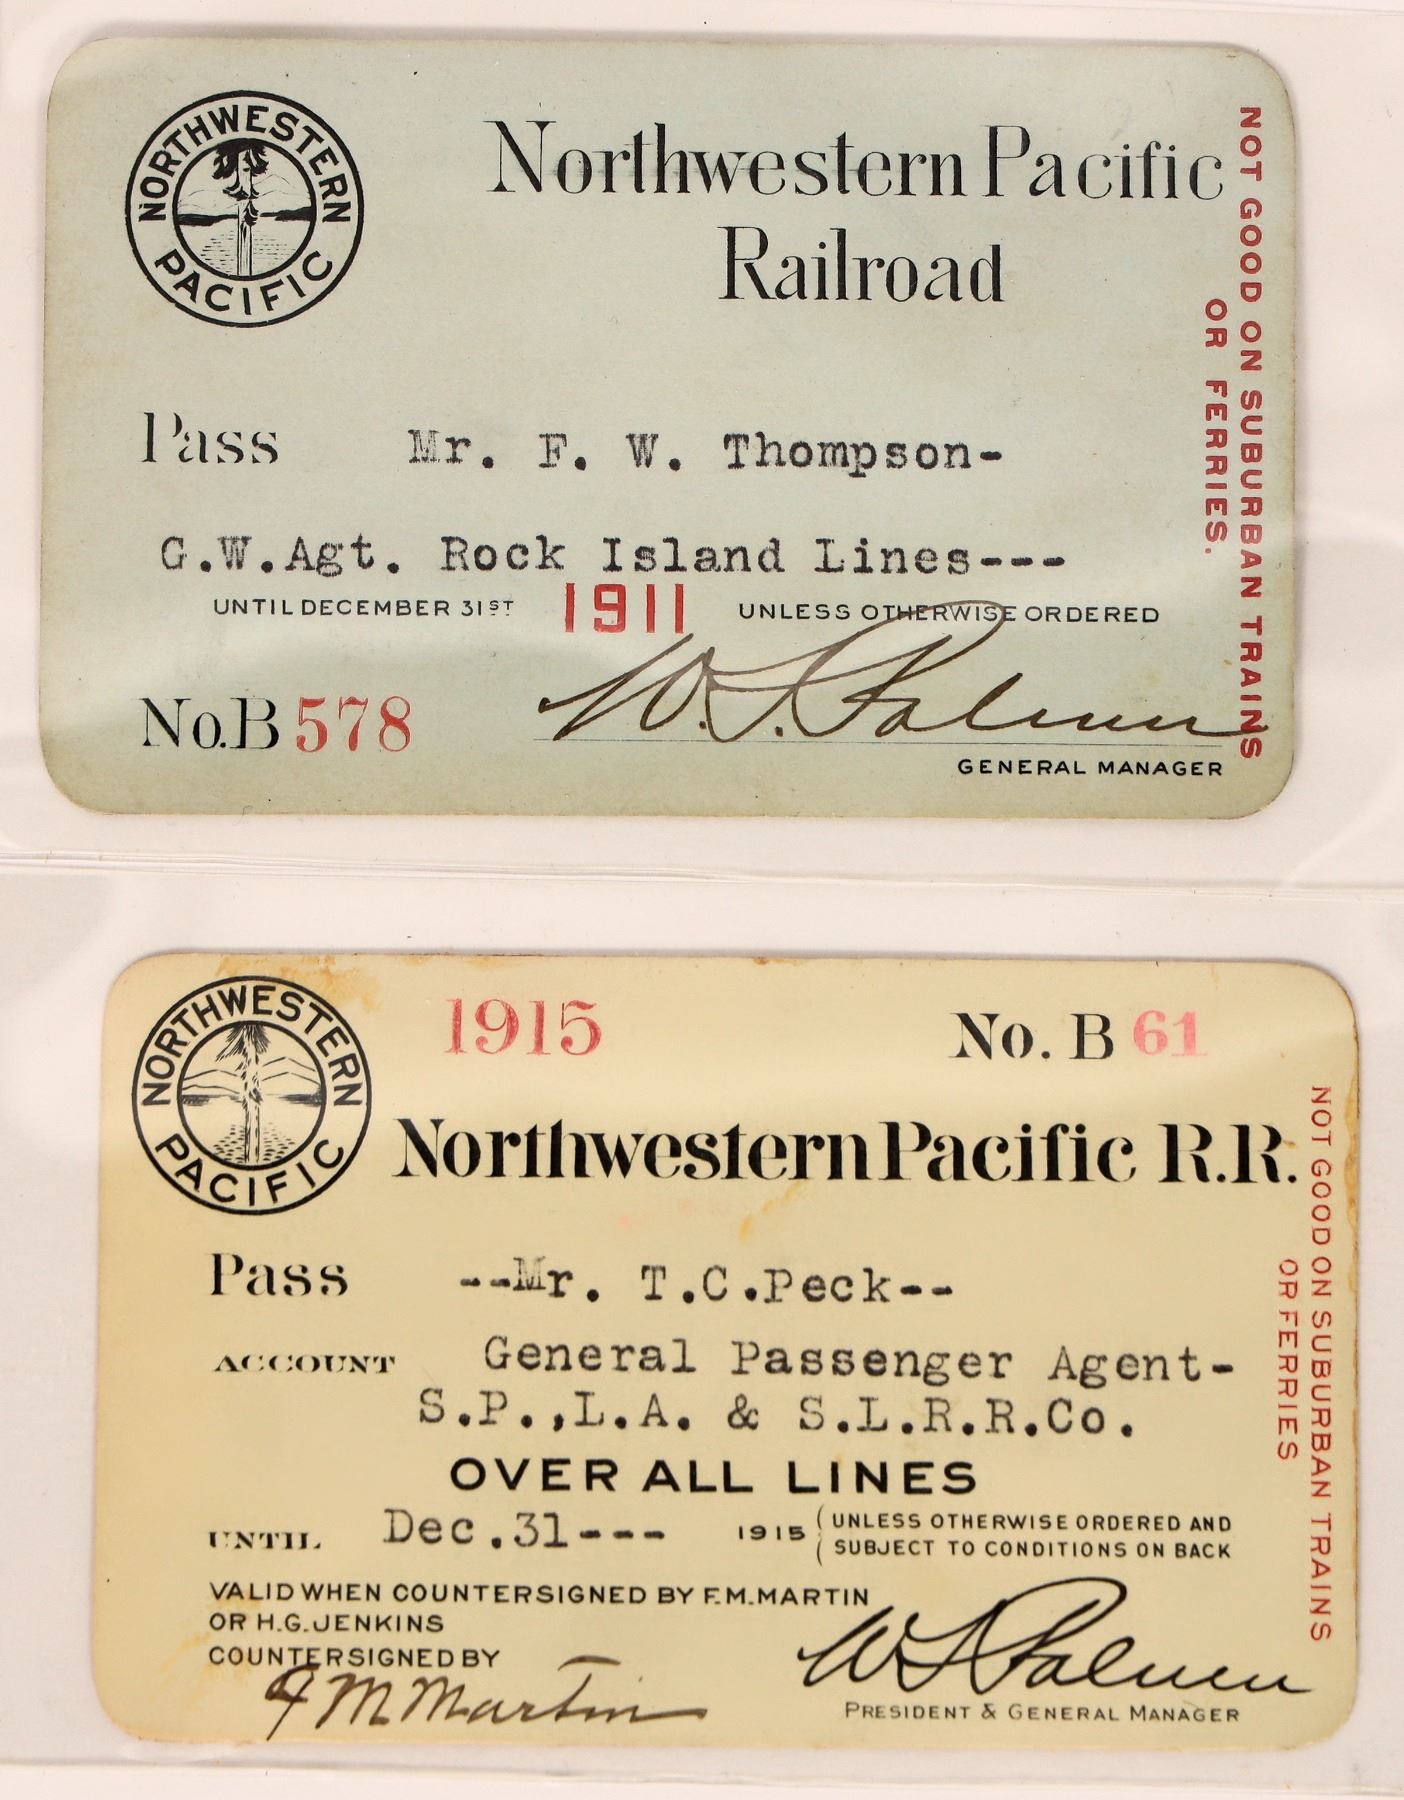 NORTHWESTERN PACIFIC
Northwestern Pacific
Railroad
Pass Mr. F. W. Thompson-
G.W.Agt. Rock Island Lines---
UNTIL DECEMBER 31ST 1911 UNLESS OTHERWISE ORDERED
No.B 578
W.S. Palmer
GENERAL MANAGER
NOT GOOD ON SUBURBAN TRAINS
OR FERRIES.
NORTHWESTERN PACIFIC
1915 No. B 61
Northwestern Pacific R.R.
Pass --Mr. T.C.Peck--
ACCOUNT General Passenger Agent-
S.P.,L.A. & S.L.R.R.Co.
OVER ALL LINES
UNTIL Dec.31--- 1915 (UNLESS OTHERWISE ORDERED AND
(SUBJECT TO CONDITIONS ON BACK
VALID WHEN COUNTERSIGNED BY F.M.MARTIN
OR H.G.JENKINS
COUNTERSIGNED BY
F M Martin
W S Palmer
PRESIDENT & GENERAL MANAGER
NOT GOOD ON SUBURBAN TRAINS
OR FERRIES